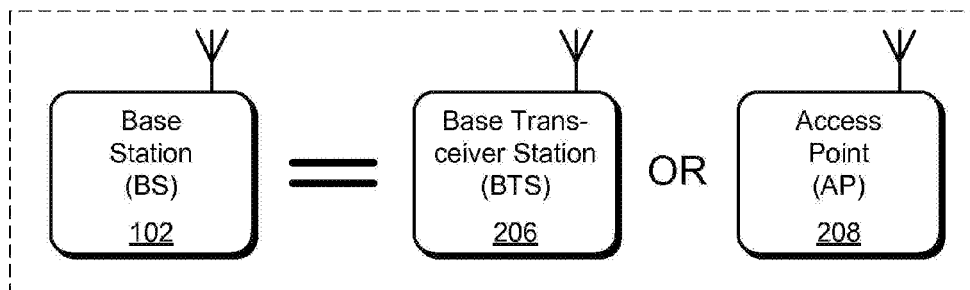 Base
Station
(BS)
102
=
Base Trans-
ceiver Station
(BTS)
206
OR
Access
Point
(AP)
208